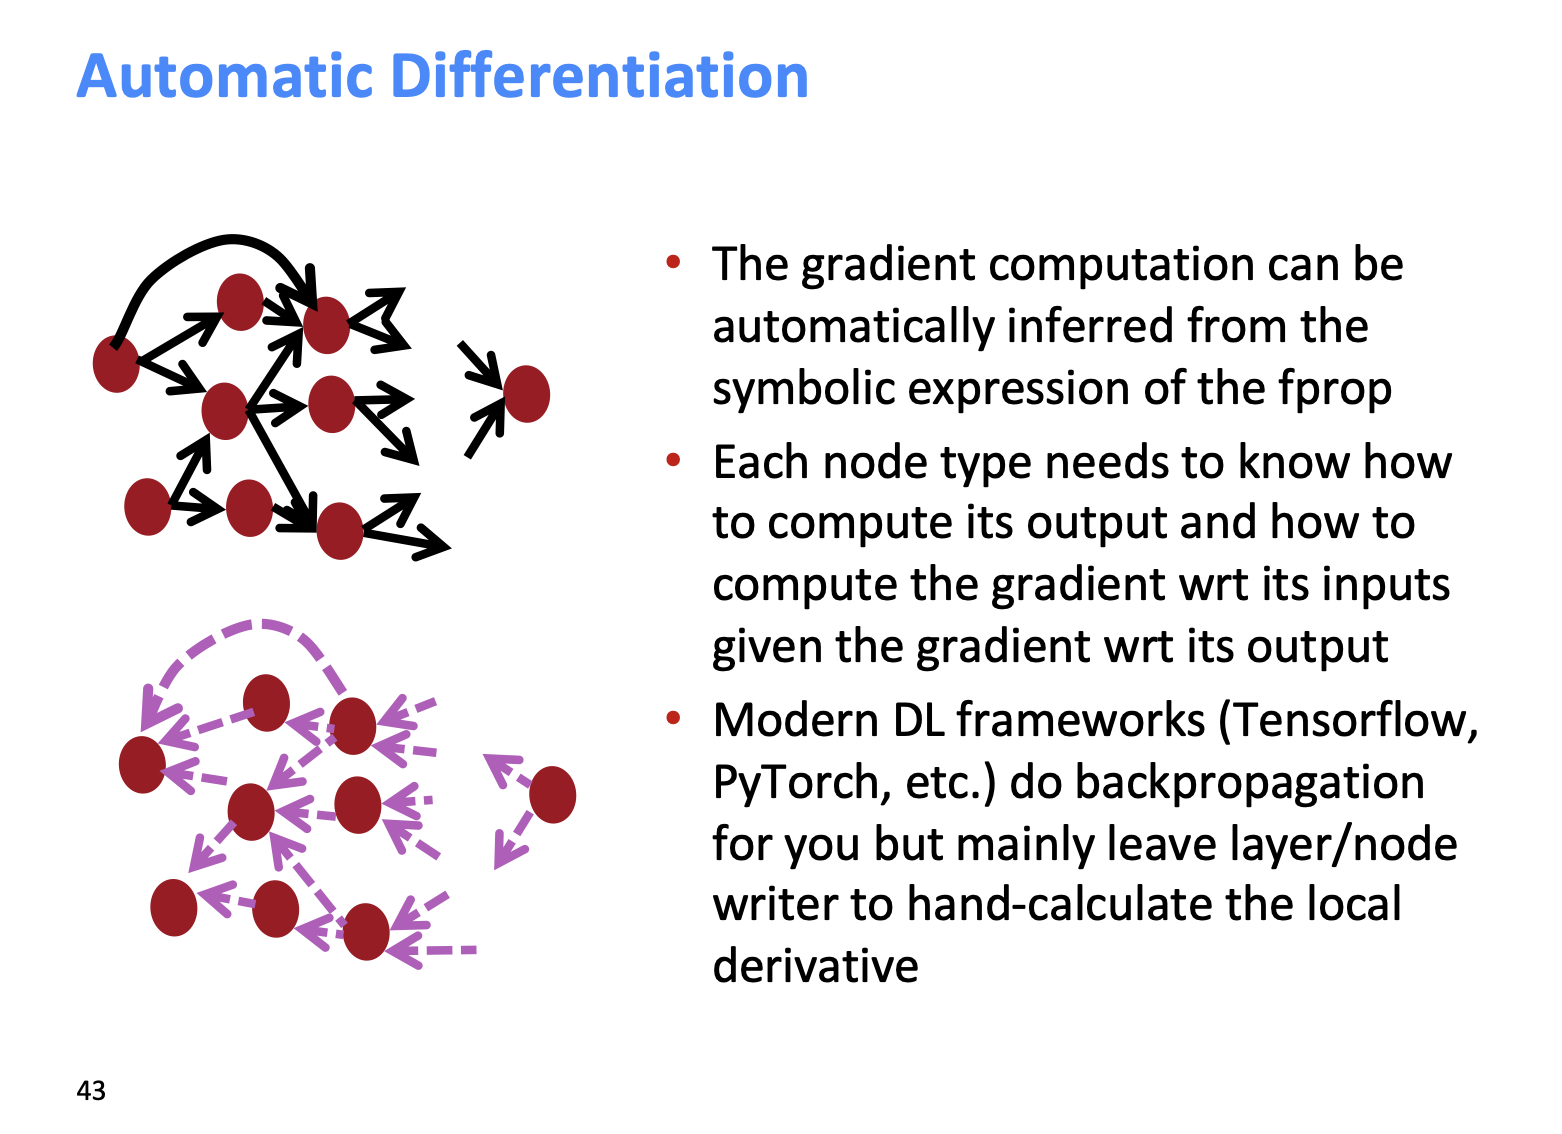 Automatic Differentiation
• The gradient computation can be
automatically inferred from the
symbolic expression of the fprop
• Each node type needs to know how
to compute its output and how to
compute the gradient wrt its inputs
given the gradient wrt its output
• Modern DL frameworks (Tensorflow,
PyTorch, etc.) do backpropagation
for you but mainly leave layer/node
writer to hand-calculate the local
derivative
43